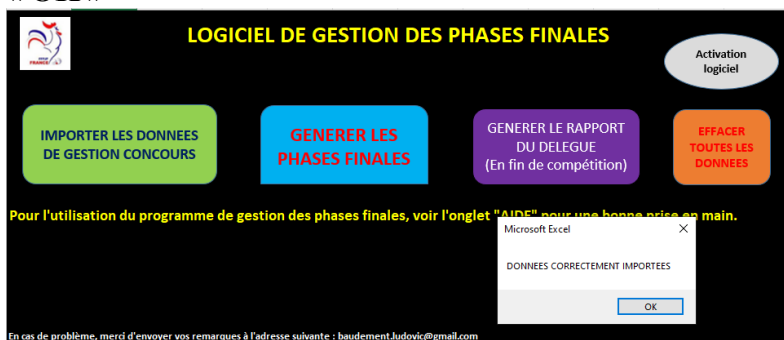 LOGICIEL DE GESTION DES PHASES FINALES
FRANCE
Activation
logiciel
IMPORTER LES DONNEES
DE GESTION CONCOURS
GENERER LES
PHASES FINALES
GENERER LE RAPPORT
DU DELEGUE
(En fin de compétition)
EFFACER
TOUTES LES
DONNEES
Pour l'utilisation du programme de gestion des phases finales, voir l'onglet "AIDE" pour une bonne prise en main.
Microsoft Excel
DONNEES CORRECTEMENT IMPORTEES
OK
En cas de problème, merci d'envoyer vos remarques à l'adresse suivante : baudement.ludovic@gmail.com